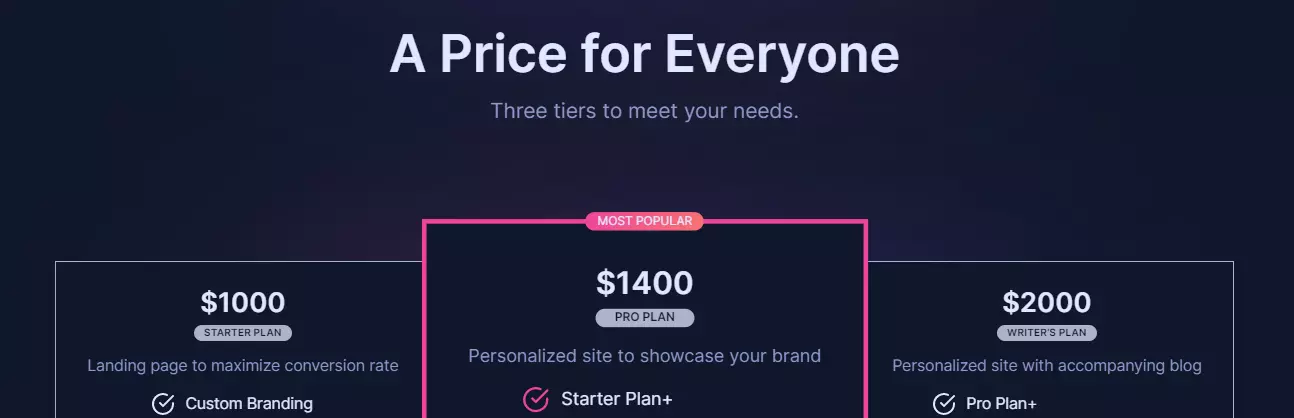 A Price for Everyone
Three tiers to meet your needs.
$1000
STARTER PLAN
Landing page to maximize conversion rate
Custom Branding
MOST POPULAR
$1400
PRO PLAN
Personalized site to showcase your brand
Starter Plan+
$2000
WRITER'S PLAN
Personalized site with accompanying blog
Pro Plan+